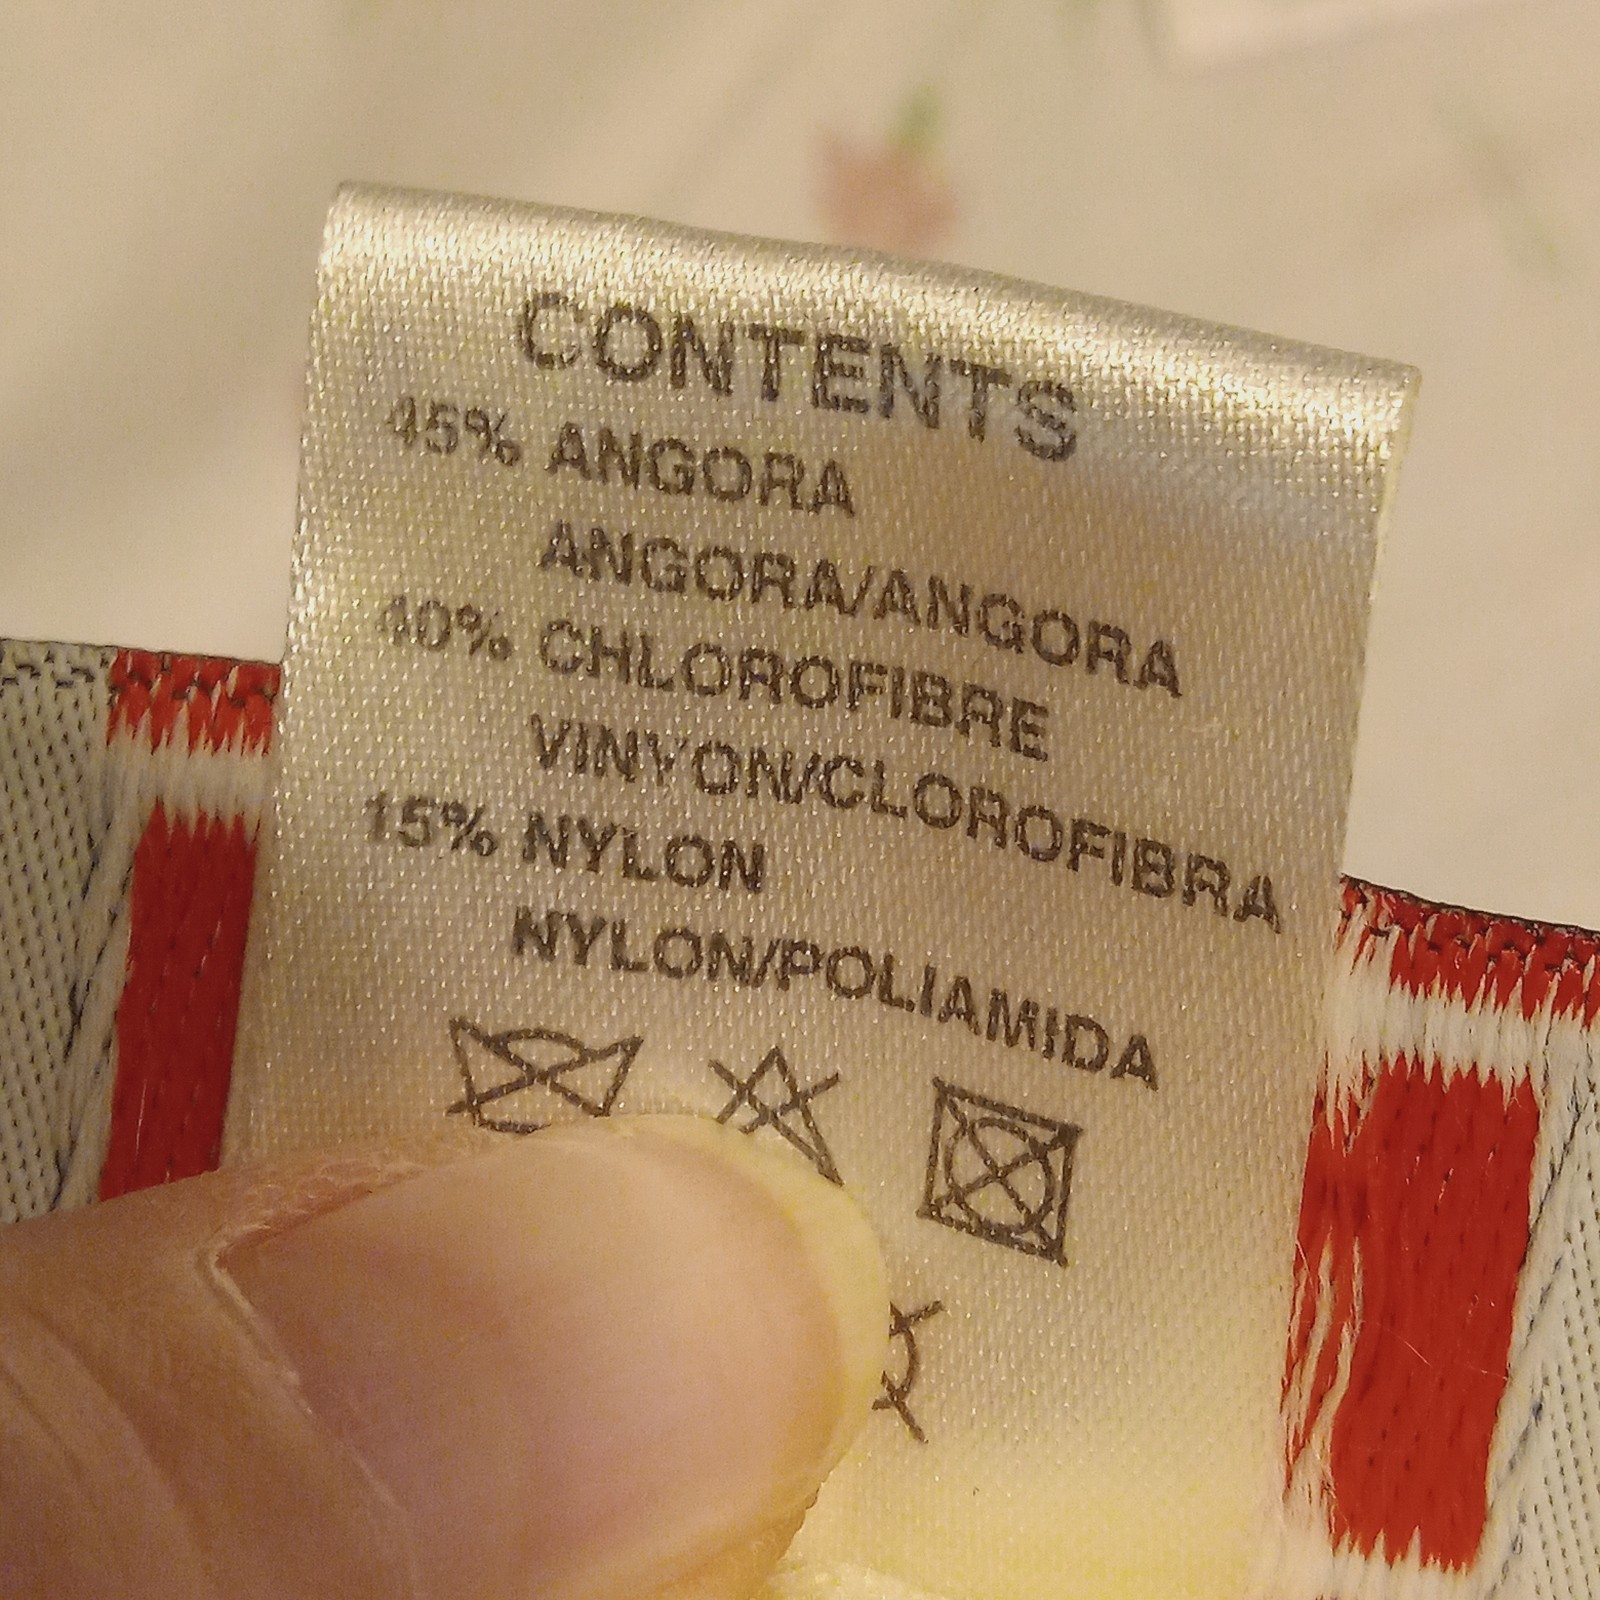 CONTENTS
45% ANGORA
ANGORA/ANGORA
40% CHLOROFIBRE
VINYON/CLOROFIBRA
15% NYLON
NYLON/POLIAMIDA